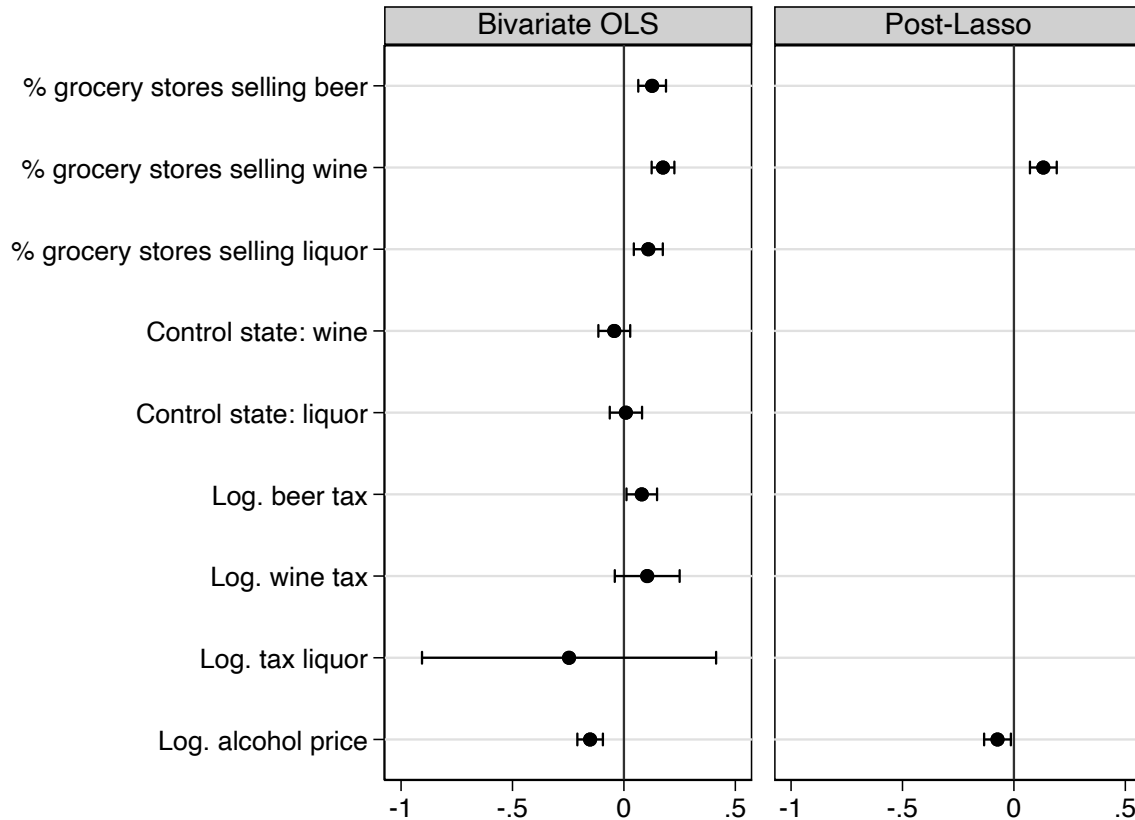 Bivariate OLS
Post-Lasso
% grocery stores selling beer
% grocery stores selling wine
% grocery stores selling liquor
Control state: wine
Control state: liquor
Log. beer tax
Log. wine tax
Log. tax liquor
Log. alcohol price
-1 -.5 0 .5
-1 -.5 0 .5